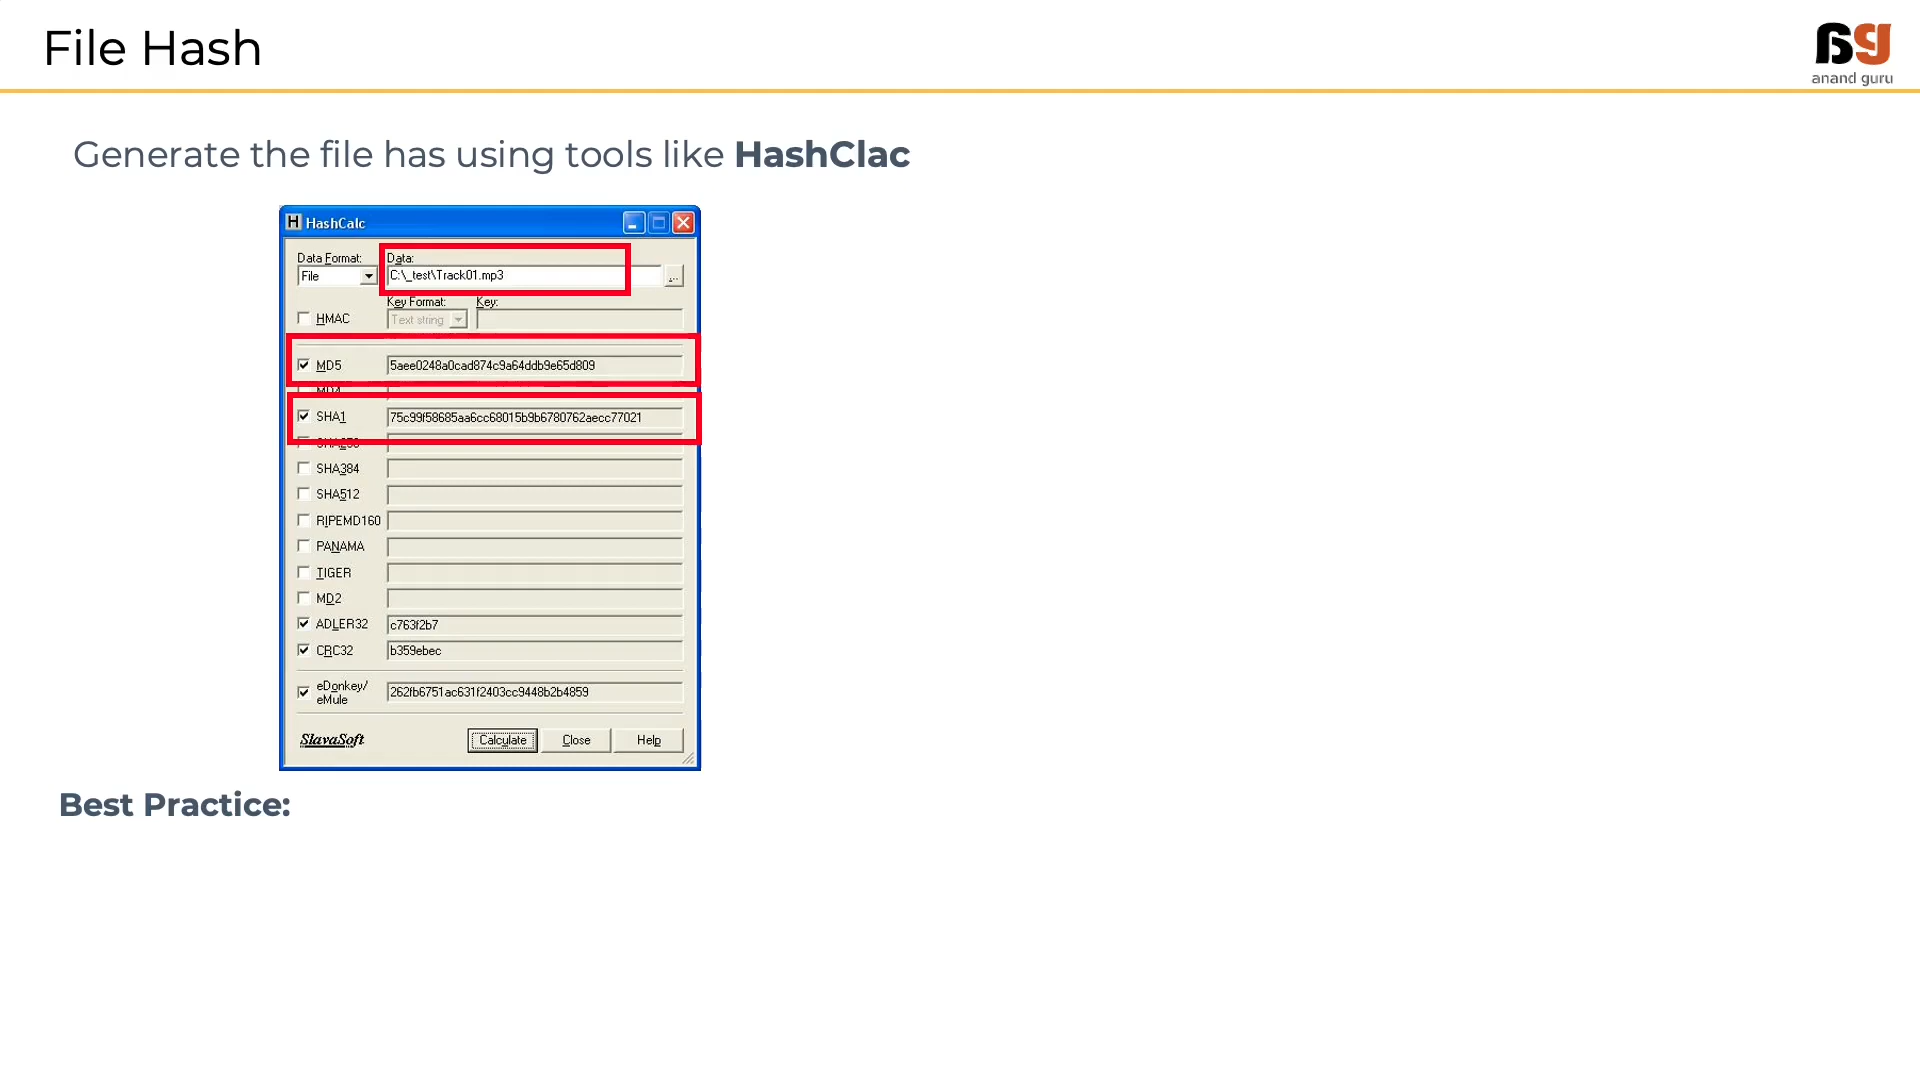 File Hash
anand guru
Generate the file has using tools like HashClac
HashCalc
Data Format:
Data:
File
C:\_test\Track01.mp3
...
Key Format:
Key:
HMAC
Text string
MD5
5aee0248a0cad874c9a64ddb9e65d809
MD4
SHA1
75c99f58685aa6cc68015b9b6780762aecc77021
SHA256
SHA384
SHA512
RIPEMD160
PANAMA
TIGER
MD2
ADLER32
c763f2b7
CRC32
b359ebec
eDonkey/
eMule
262fb6751ac631f2403cc9448b2b4859
SlavaSoft
Calculate
Close
Help
Best Practice: